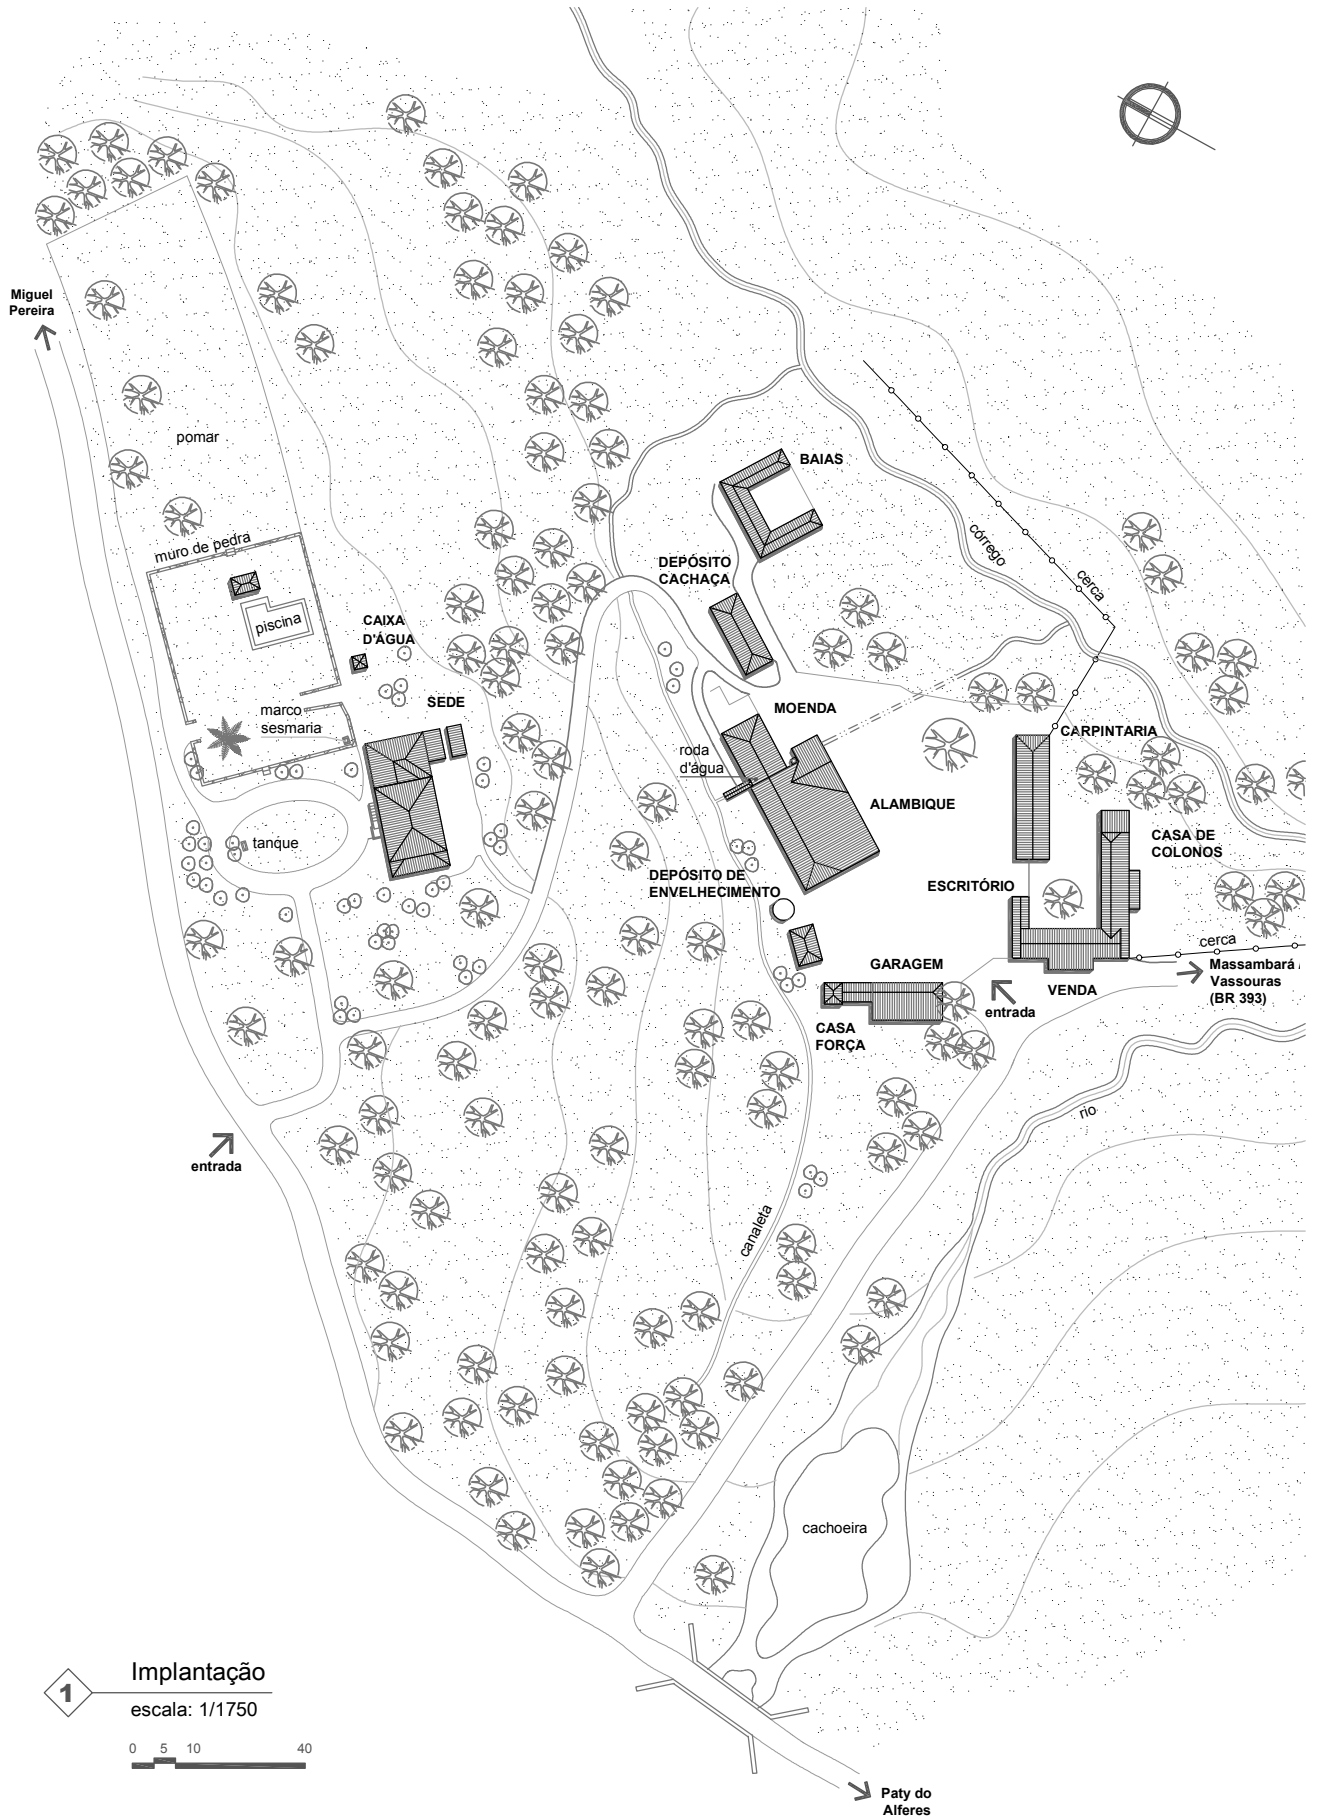 Miguel
Pereira
pomar
BAIAS
córrego
muro de pedra
DEPÓSITO
CACHAÇA
cerca
piscina
CAIXA
D'ÁGUA
SEDE
marco
sesmaria
MOENDA
CARPINTARIA
roda
d'água
ALAMBIQUE
tanque
CASA DE
COLONOS
DEPÓSITO DE
ENVELHECIMENTO
ESCRITÓRIO
cerca
GARAGEM
Massambará /
Vassouras
(BR 393)
VENDA
entrada
CASA
FORÇA
rio
entrada
canaleta
cachoeira
1
Implantação
escala: 1/1750
0 5 10 40
Paty do
Alferes